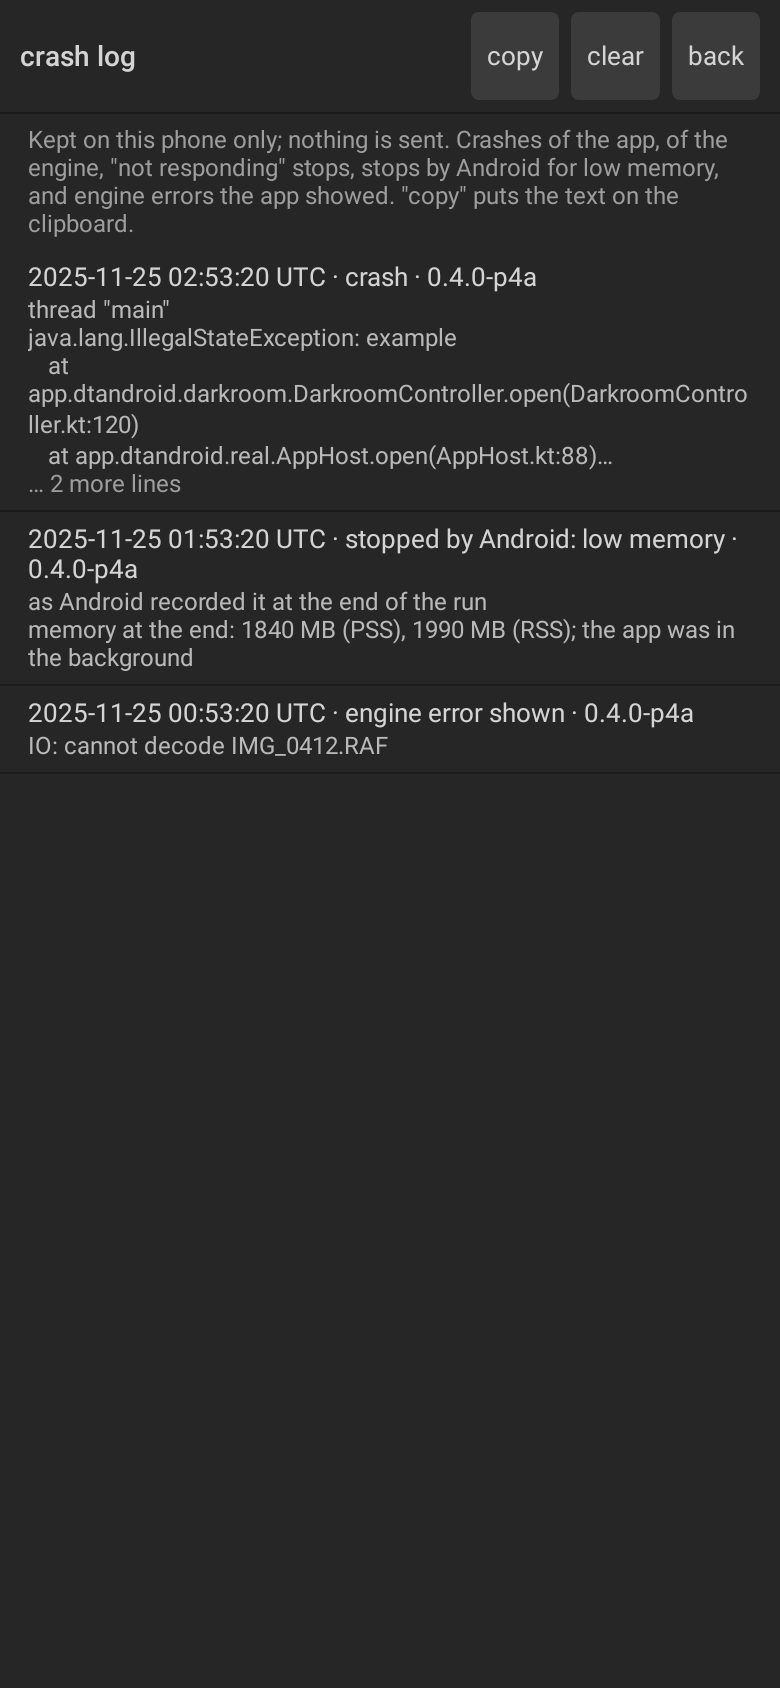 crash log
copy
clear
back
Kept on this phone only; nothing is sent. Crashes of the app, of the
engine, "not responding" stops, stops by Android for low memory,
and engine errors the app showed. "copy" puts the text on the
clipboard.
2025-11-25 02:53:20 UTC · crash · 0.4.0-p4a
thread "main"
java.lang.IllegalStateException: example
at
app.dtandroid.darkroom.DarkroomController.open(DarkroomContro
ller.kt:120)
at app.dtandroid.real.AppHost.open(AppHost.kt:88)…
… 2 more lines
2025-11-25 01:53:20 UTC · stopped by Android: low memory ·
0.4.0-p4a
as Android recorded it at the end of the run
memory at the end: 1840 MB (PSS), 1990 MB (RSS); the app was in
the background
2025-11-25 00:53:20 UTC · engine error shown · 0.4.0-p4a
IO: cannot decode IMG_0412.RAF